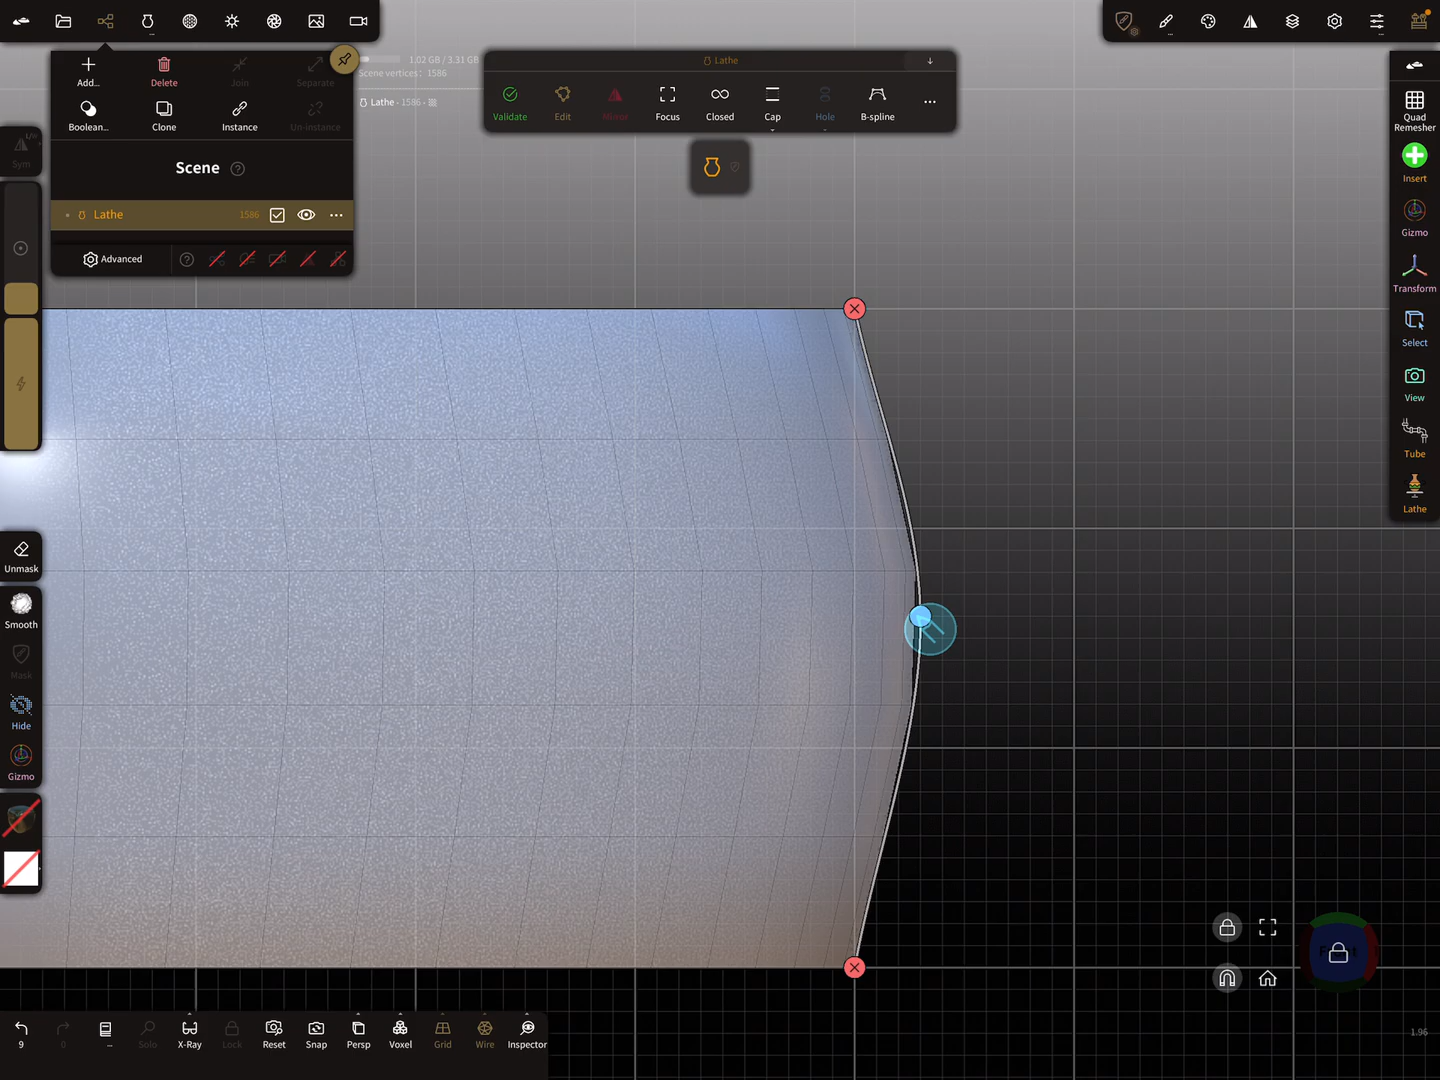 Add...
Delete
Join
Separate
Boolean...
Clone
Instance
Un-instance
Scene ?
Lathe 1586
Advanced ?
1.02 GB / 3.31 GB
Scene vertices: 1586
Lathe · 1586 ·
Lathe
Validate
Edit
Mirror
Focus
Closed
Cap
Hole
B-spline
...
L/W
Sym
Unmask
Smooth
Mask
Hide
Gizmo
Quad
Remesher
Insert
Gizmo
Transform
Select
View
Tube
Lathe
Front
1.96
9
0
...
Solo
X-Ray
Lock
Reset
Snap
Persp
Voxel
Grid
Wire
Inspector